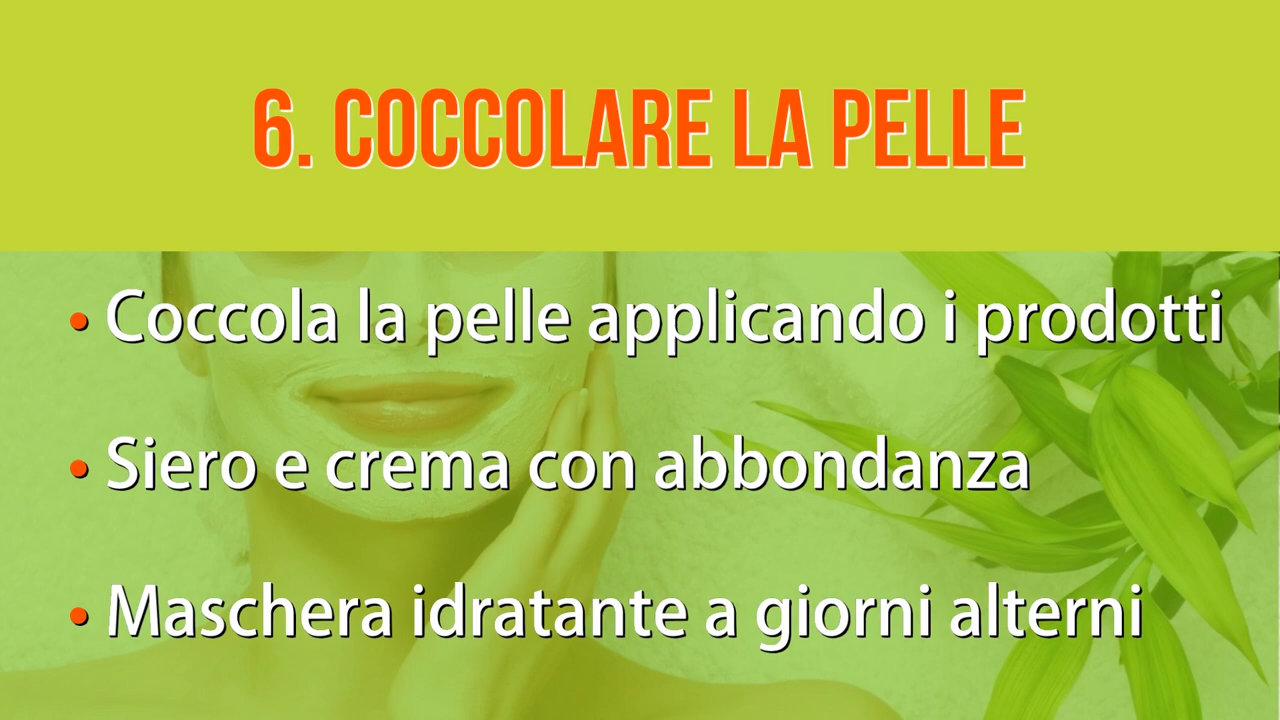 6. COCCOLARE LA PELLE
• Coccola la pelle applicando i prodotti
• Siero e crema con abbondanza
• Maschera idratante a giorni alterni